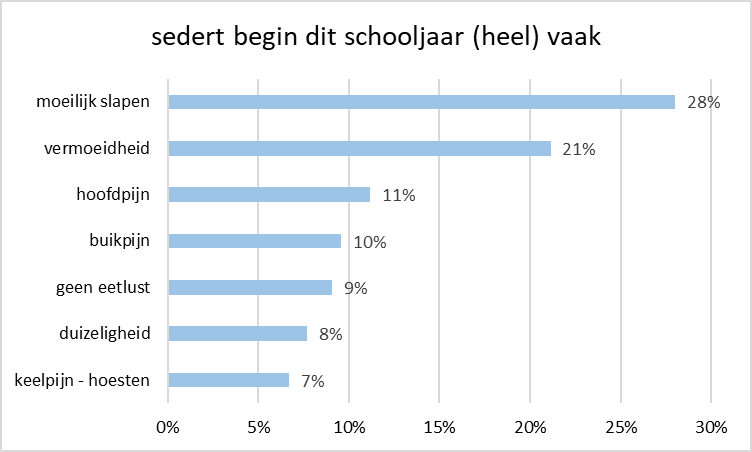 sedert begin dit schooljaar (heel) vaak
moeilijk slapen 28%
vermoeidheid 21%
hoofdpijn 11%
buikpijn 10%
geen eetlust 9%
duizeligheid 8%
keelpijn - hoesten 7%
0% 5% 10% 15% 20% 25% 30%